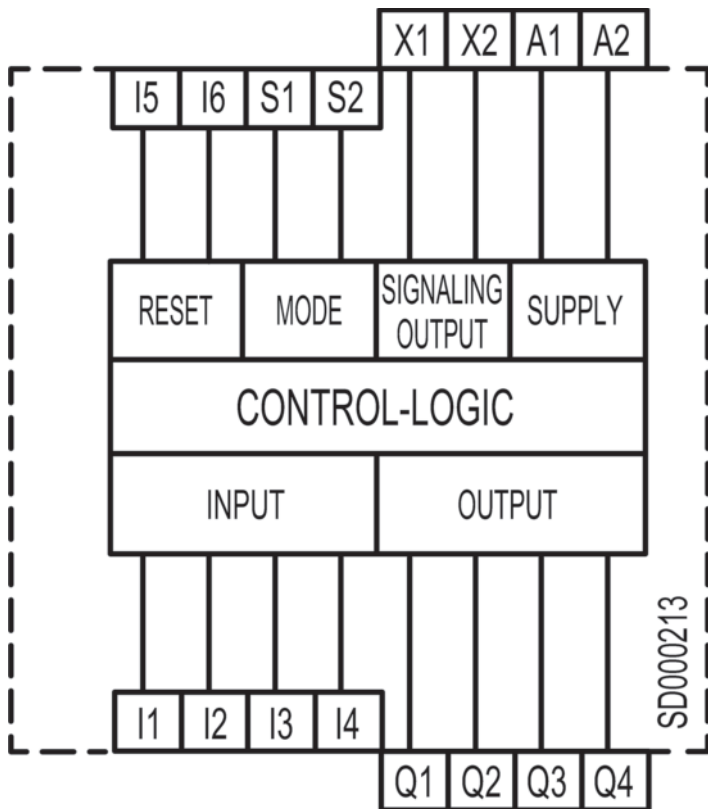 X1 X2 A1 A2
I5 I6 S1 S2
RESET MODE SIGNALING OUTPUT SUPPLY
CONTROL-LOGIC
INPUT OUTPUT
SD000213
I1 I2 I3 I4
Q1 Q2 Q3 Q4